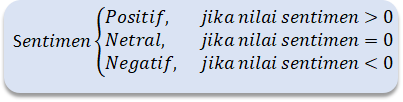 Positif, jika nilai sentimen > 0
Sentimen { Netral, jika nilai sentimen = 0
Negatif, jika nilai sentimen < 0